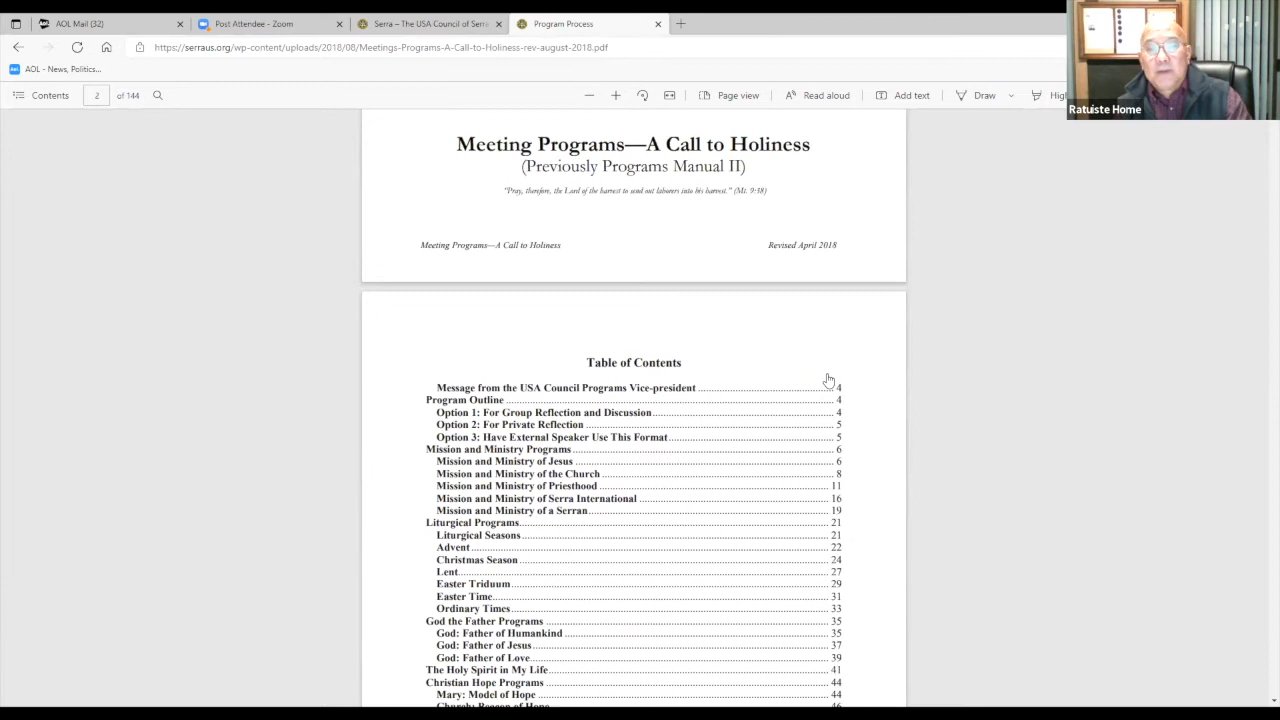 AOL Mail (32)
Post Attendee - Zoom
Serra – The USA Council of Serra
Program Process
https://serraus.org/wp-content/uploads/2018/08/Meetings-Programs-A-Call-to-Holiness-rev-august-2018.pdf
Aol. AOL - News, Politics...
Contents 2 of 144 Page view Read aloud Add text Draw High
Ratuiste Home
Meeting Programs—A Call to Holiness
(Previously Programs Manual II)
"Pray, therefore, the Lord of the harvest to send out laborers into his harvest." (Mt. 9:38)
Meeting Programs—A Call to Holiness Revised April 2018
Table of Contents
Message from the USA Council Programs Vice-president 4
Program Outline 4
Option 1: For Group Reflection and Discussion 4
Option 2: For Private Reflection 5
Option 3: Have External Speaker Use This Format 5
Mission and Ministry Programs 6
Mission and Ministry of Jesus 6
Mission and Ministry of the Church 8
Mission and Ministry of Priesthood 11
Mission and Ministry of Serra International 16
Mission and Ministry of a Serran 19
Liturgical Programs 21
Liturgical Seasons 21
Advent 22
Christmas Season 24
Lent 27
Easter Triduum 29
Easter Time 31
Ordinary Times 33
God the Father Programs 35
God: Father of Humankind 35
God: Father of Jesus 37
God: Father of Love 39
The Holy Spirit in My Life 41
Christian Hope Programs 44
Mary: Model of Hope 44
Church: Beacon of Hope 46